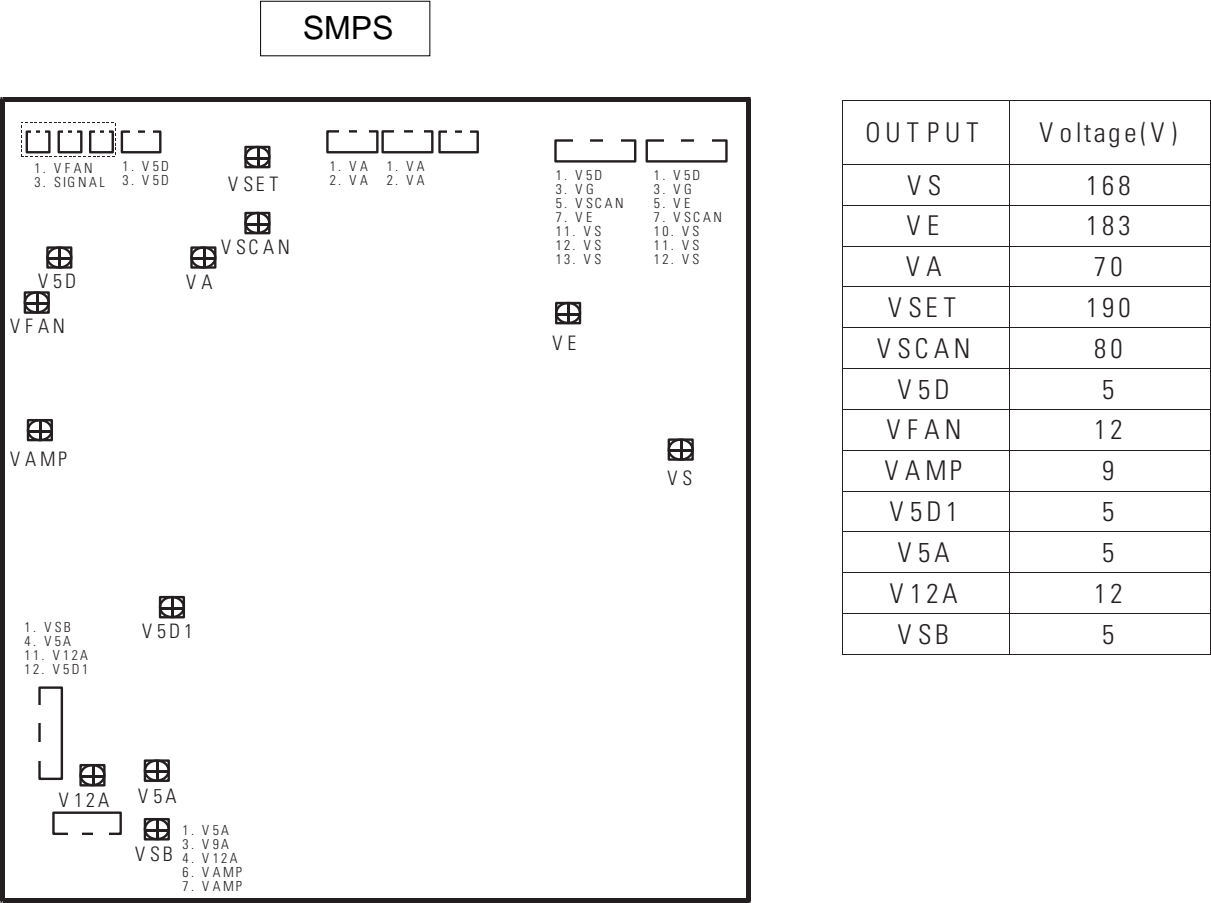 SMPS
1. VFAN
3. SIGNAL
1. V5D
3. V5D
VSET
1. VA
2. VA
1. VA
2. VA
1. V5D
3. VG
5. VSCAN
7. VE
11. VS
12. VS
13. VS
1. V5D
3. VG
5. VE
7. VSCAN
10. VS
11. VS
12. VS
VSCAN
V5D
VA
VFAN
VE
VAMP
VS
1. VSB
4. V5A
11. V12A
12. V5D1
V5D1
V12A
V5A
VSB
1. V5A
3. V9A
4. V12A
6. VAMP
7. VAMP
OUTPUT Voltage(V)
VS 168
VE 183
VA 70
VSET 190
VSCAN 80
V5D 5
VFAN 12
VAMP 9
V5D1 5
V5A 5
V12A 12
VSB 5